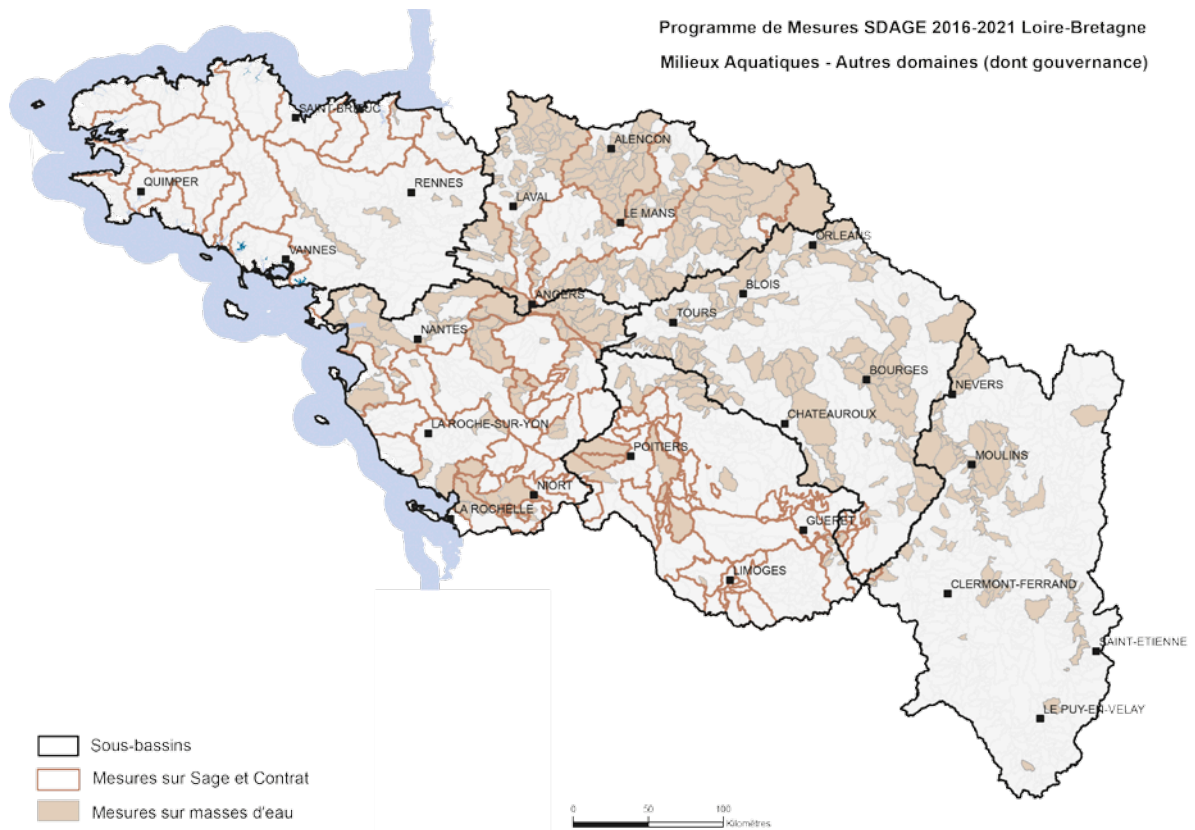 Programme de Mesures SDAGE 2016-2021 Loire-Bretagne
Milieux Aquatiques - Autres domaines (dont gouvernance)
SAINT-BRIEUC
ALENCON
QUIMPER
RENNES
LAVAL
LE MANS
ORLEANS
VANNES
BLOIS
ANGERS
TOURS
NANTES
BOURGES
NEVERS
CHATEAUROUX
LA ROCHE-SUR-YON
POITIERS
MOULINS
NIORT
LA ROCHELLE
GUERET
LIMOGES
CLERMONT-FERRAND
SAINT-ETIENNE
LE PUY-EN-VELAY
Sous-bassins
Mesures sur Sage et Contrat
Mesures sur masses d'eau
0 50 100
Kilomètres